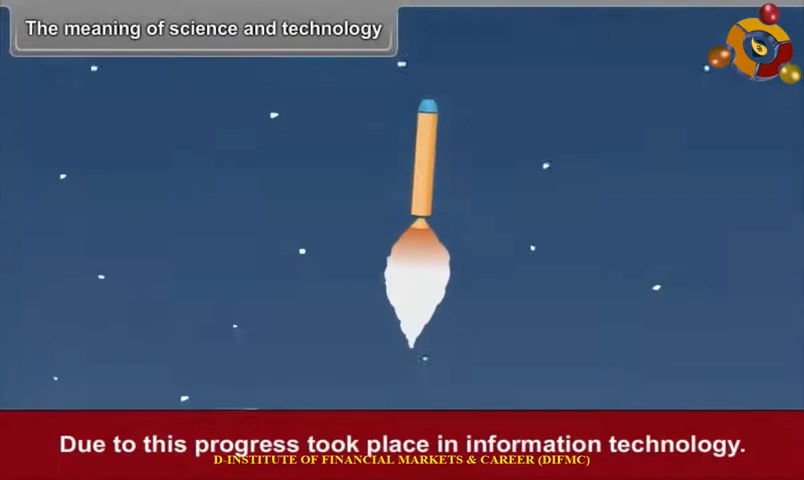 The meaning of science and technology
Due to this progress took place in information technology.
D-INSTITUTE OF FINANCIAL MARKETS & CAREER (DIFMC)